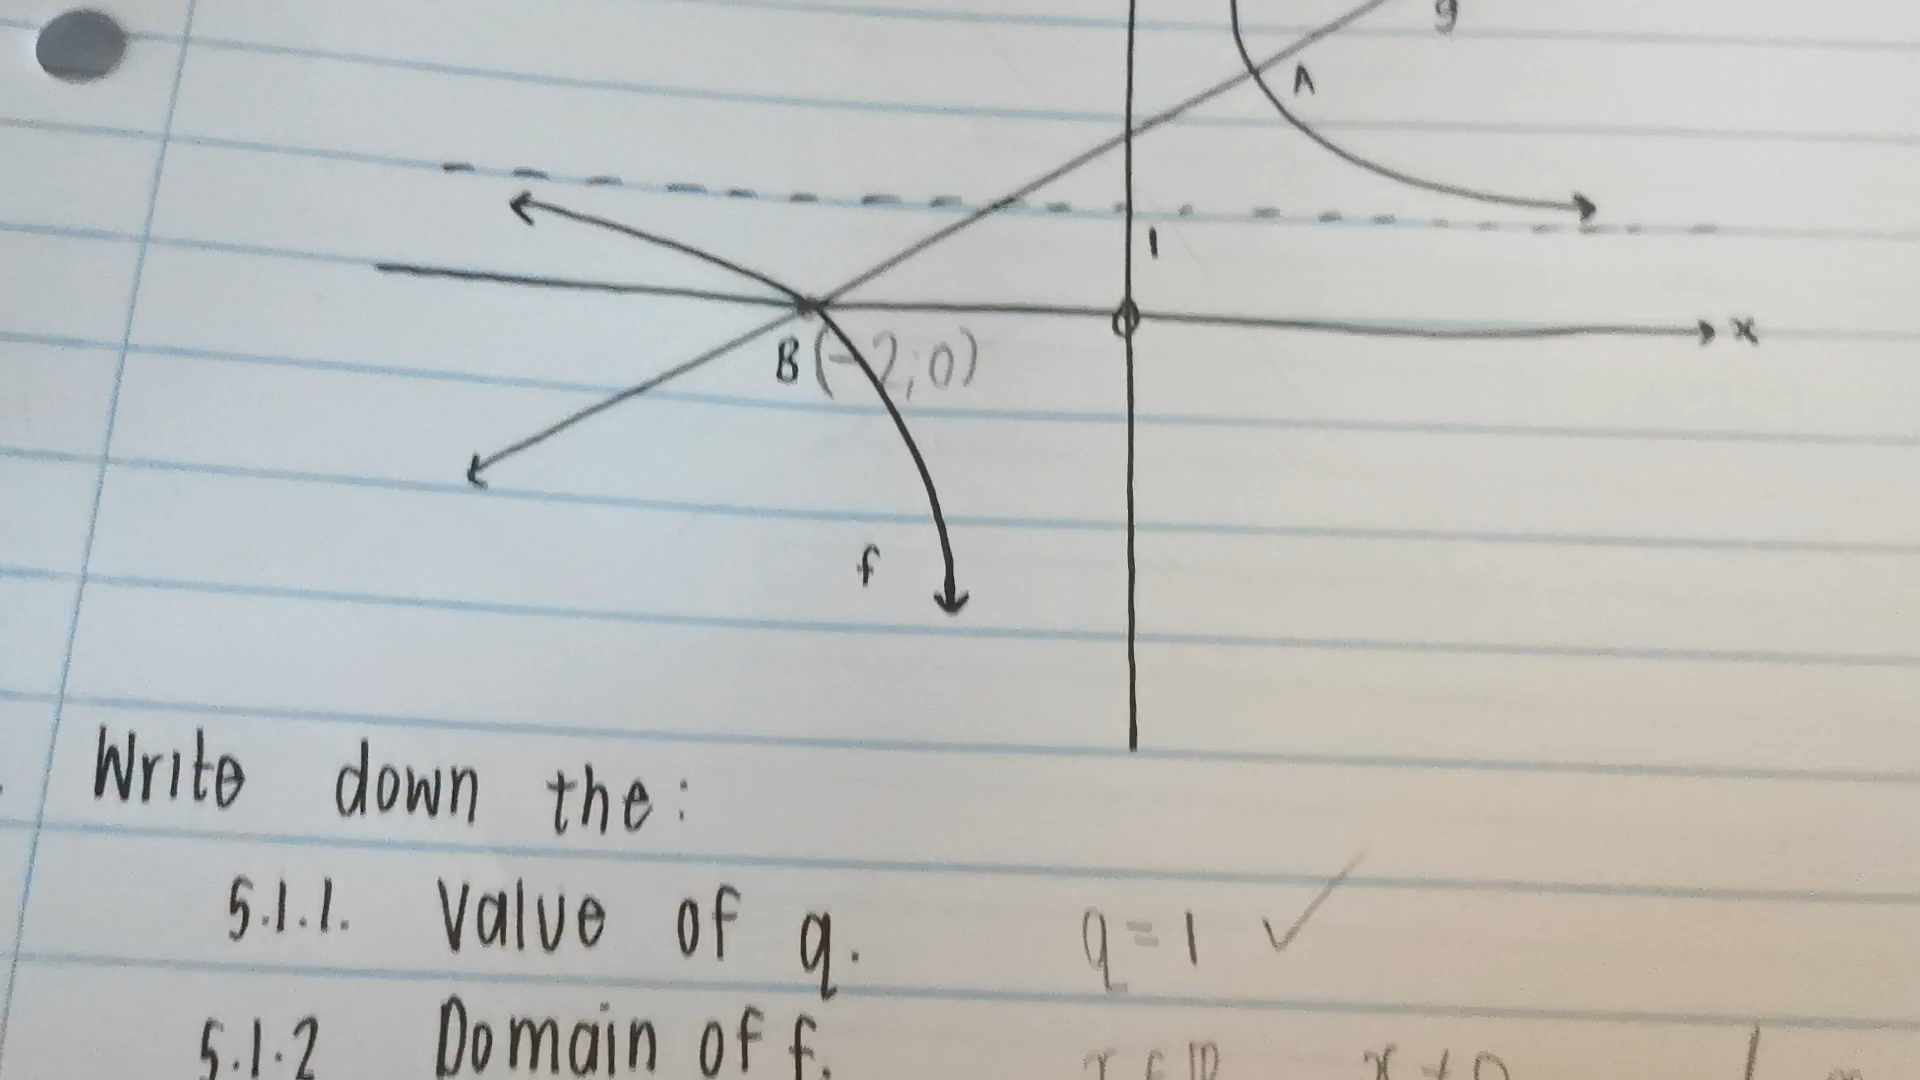 g
A
1
x
B(-2;0)
f
Write down the:
5.1.1. Value of q. q = 1 ✓
5.1.2 Domain of f.